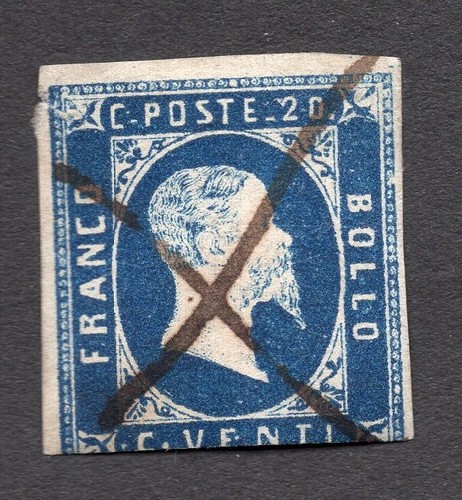 C. POSTE. 20.
FRANCO
BOLLO
C. VENTI